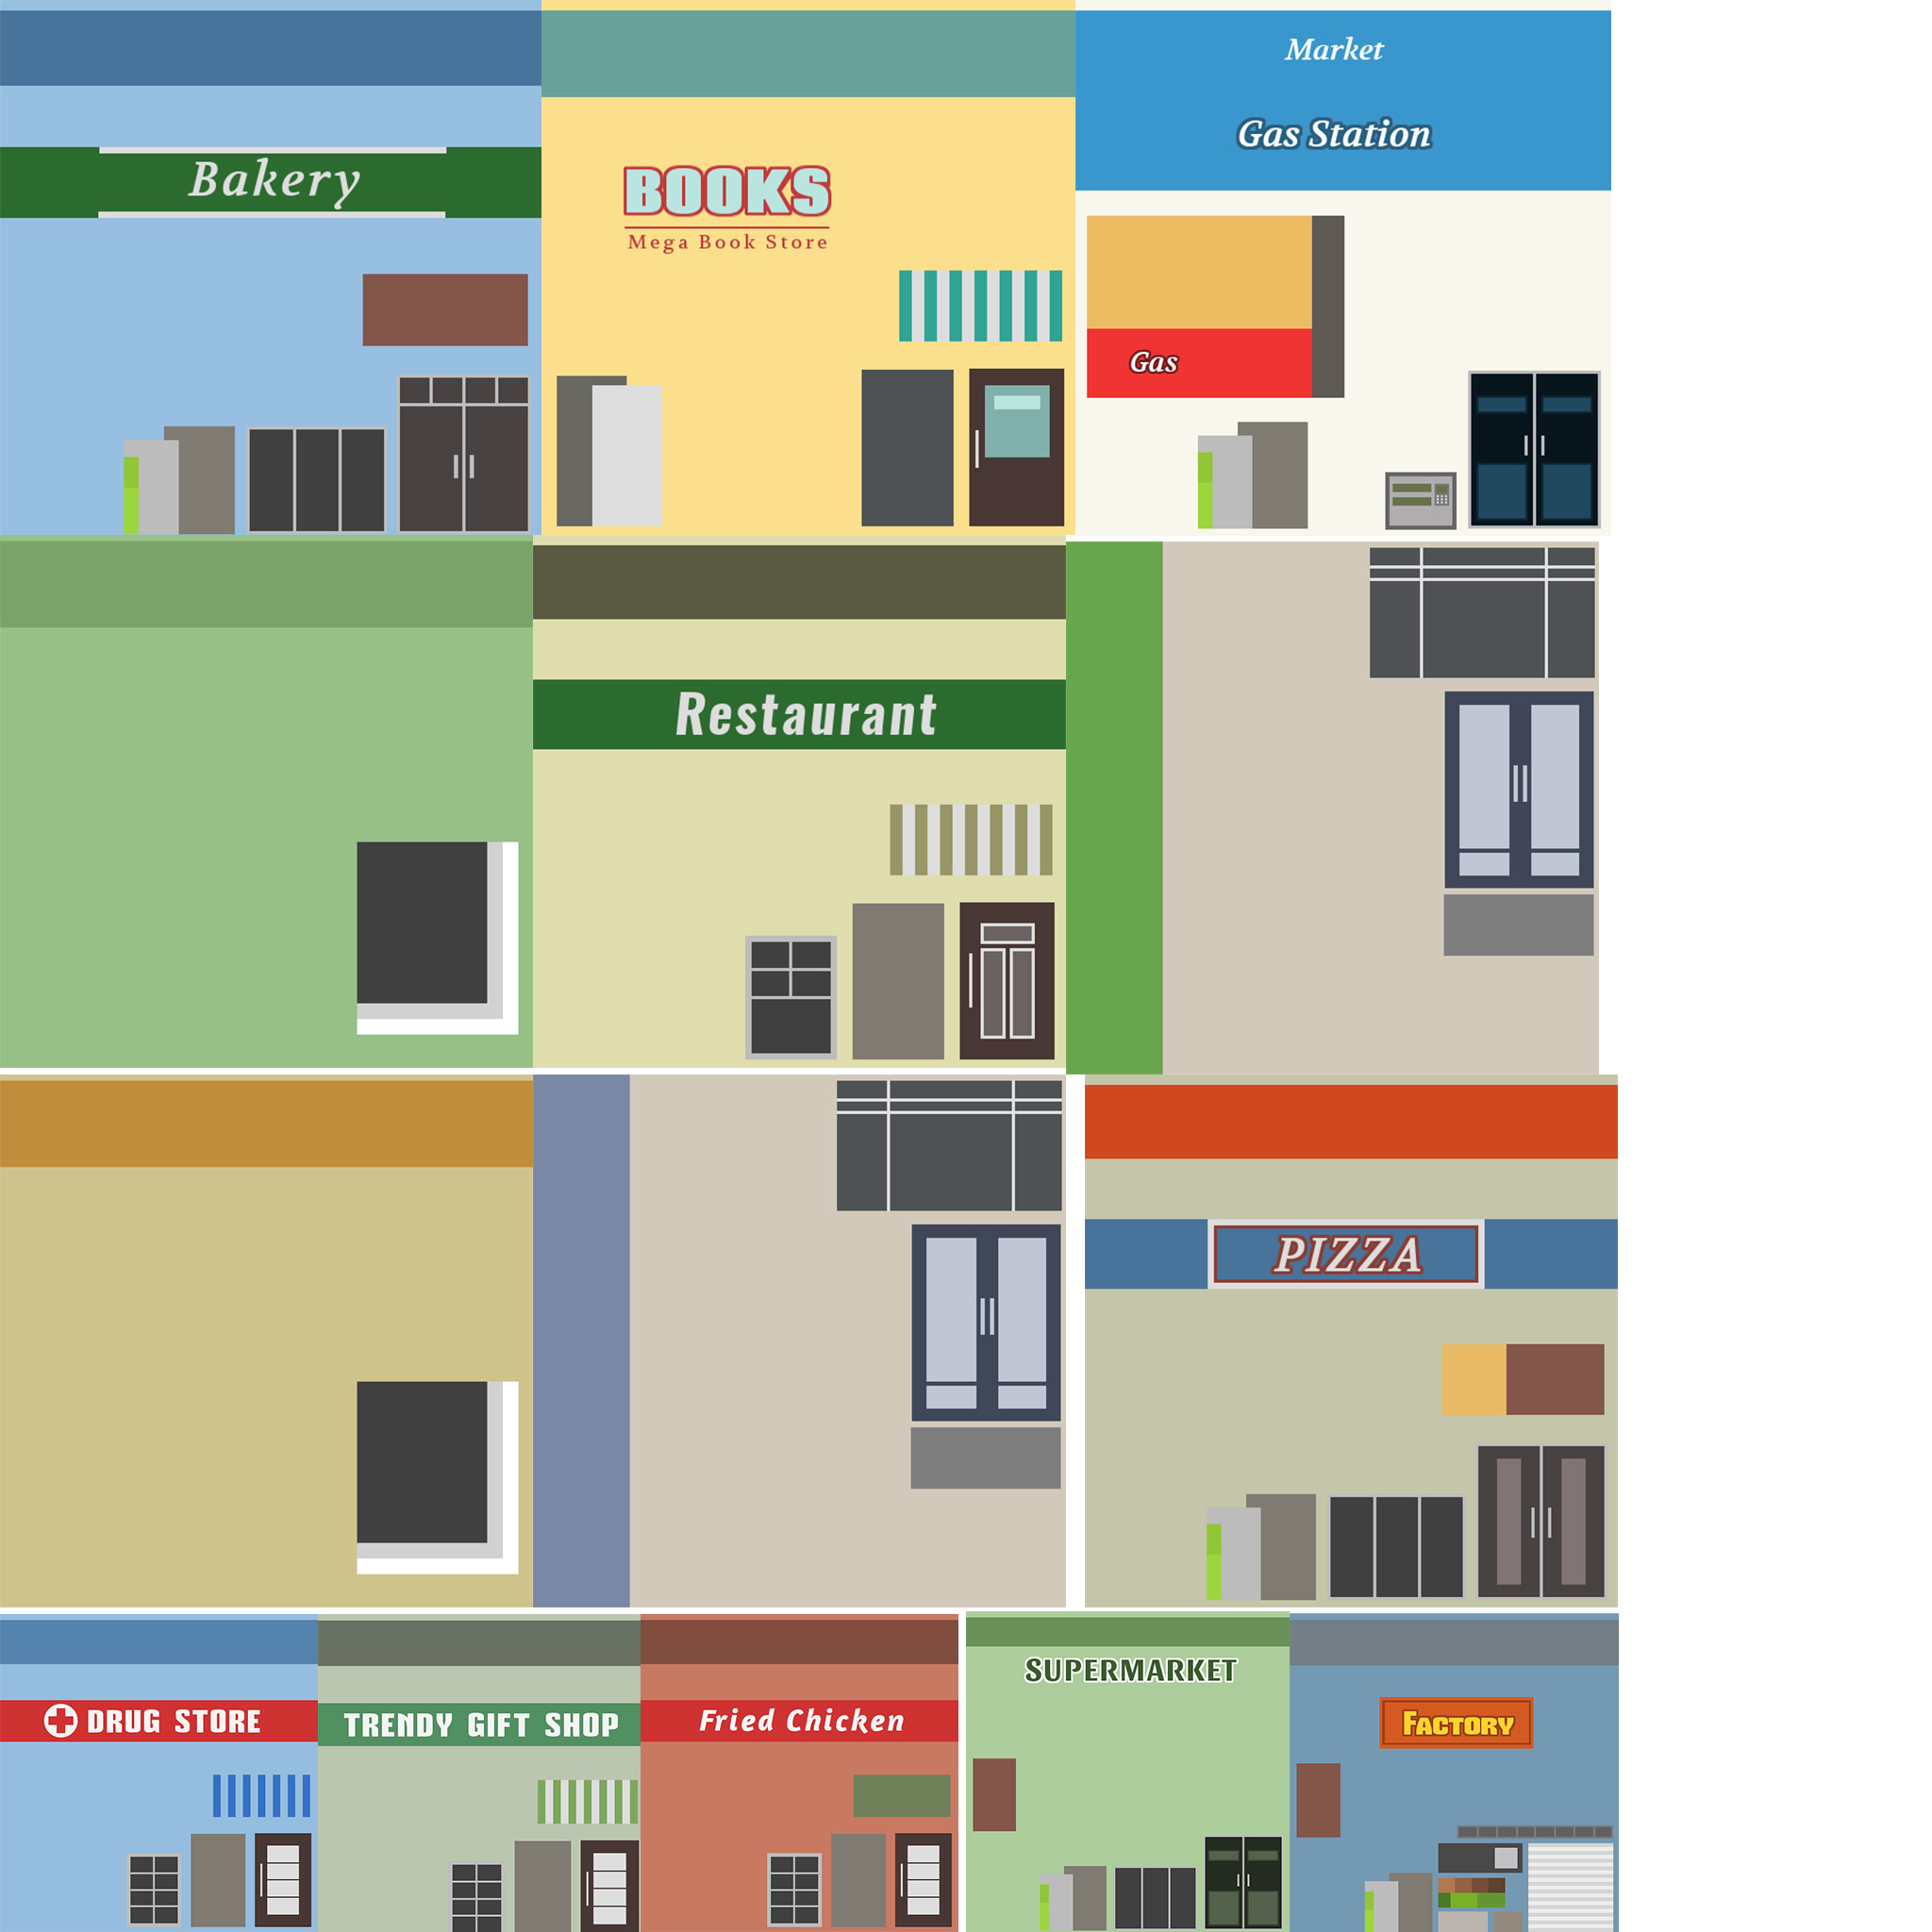 Market
Gas Station
Bakery
BOOKS
Mega Book Store
Gas
Restaurant
PIZZA
SUPERMARKET
DRUG STORE
TRENDY GIFT SHOP
Fried Chicken
FACTORY